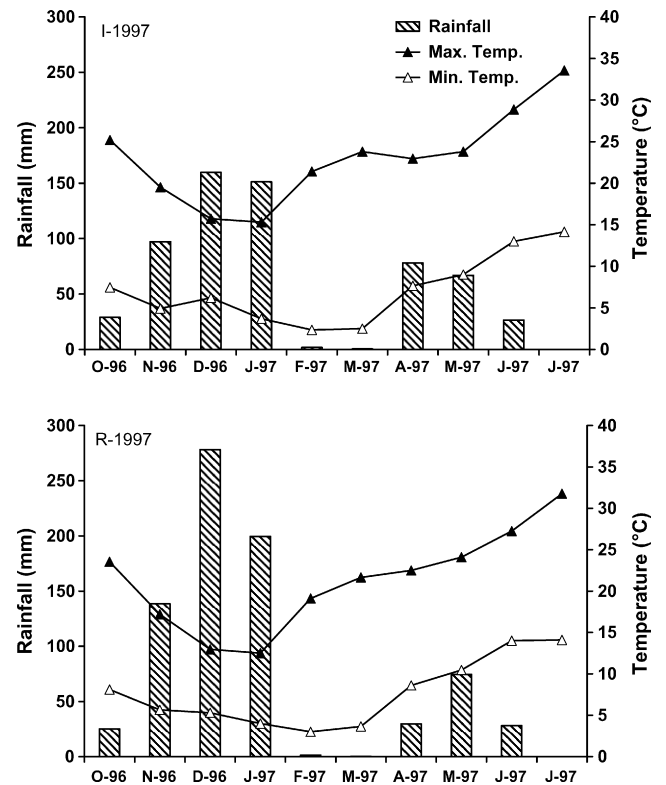 I-1997
Rainfall
Max. Temp.
Min. Temp.
Rainfall (mm)
300
250
200
150
100
50
0
Temperature (°C)
40
35
30
25
20
15
10
5
0
O-96 N-96 D-96 J-97 F-97 M-97 A-97 M-97 J-97 J-97
R-1997
Rainfall (mm)
300
250
200
150
100
50
0
Temperature (°C)
40
35
30
25
20
15
10
5
0
O-96 N-96 D-96 J-97 F-97 M-97 A-97 M-97 J-97 J-97